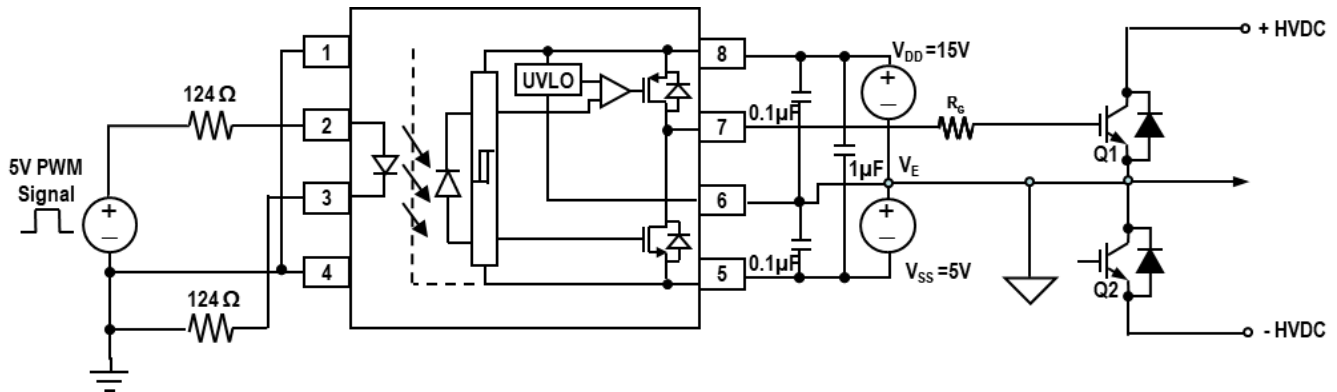 + HVDC
1
8
V_DD =15V
UVLO
124 Ω
R_G
2
0.1µF
7
Q1
5V PWM
Signal
1µF
V_E
3
6
4
0.1µF
5
V_SS =5V
Q2
124 Ω
- HVDC